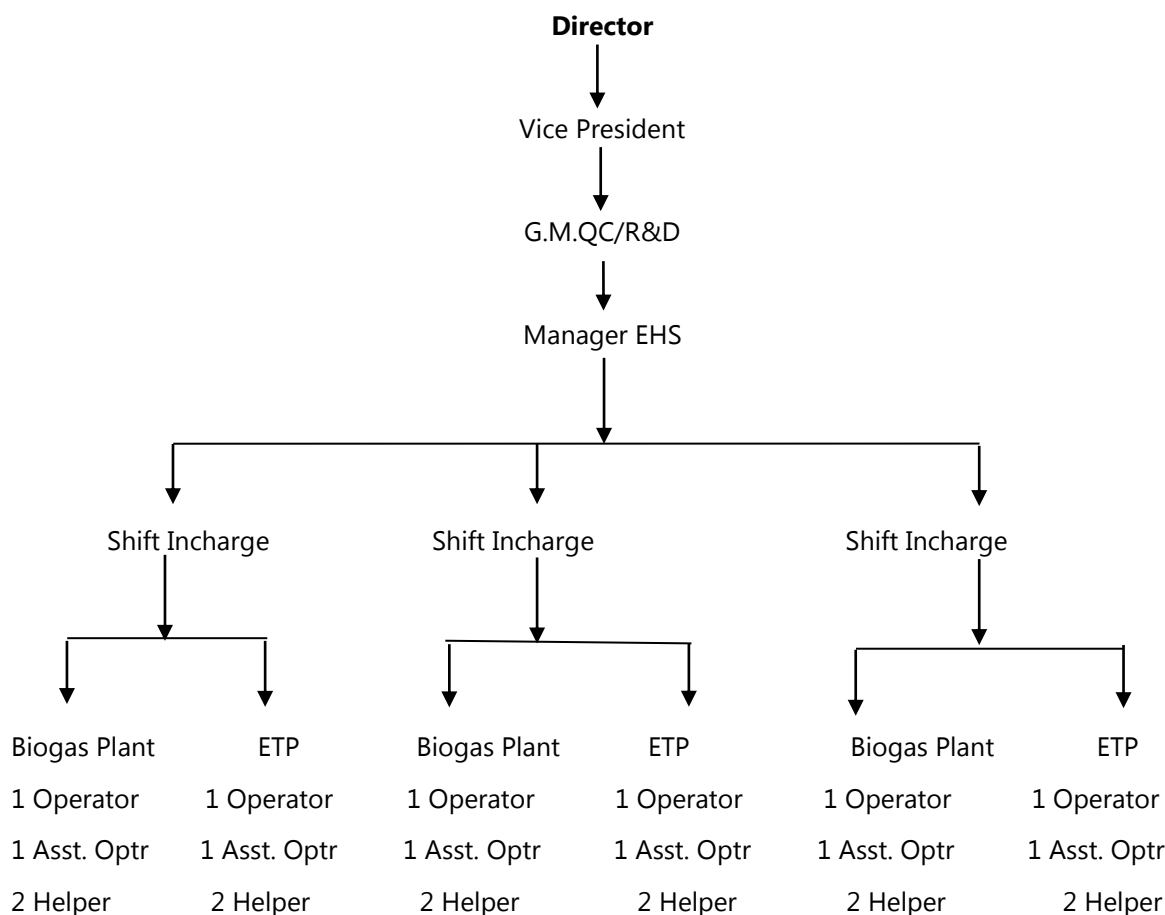 Director
Vice President
G.M.QC/R&D
Manager EHS
Shift Incharge Shift Incharge Shift Incharge
Biogas Plant ETP Biogas Plant ETP Biogas Plant ETP
1 Operator 1 Operator 1 Operator 1 Operator 1 Operator 1 Operator
1 Asst. Optr 1 Asst. Optr 1 Asst. Optr 1 Asst. Optr 1 Asst. Optr 1 Asst. Optr
2 Helper 2 Helper 2 Helper 2 Helper 2 Helper 2 Helper